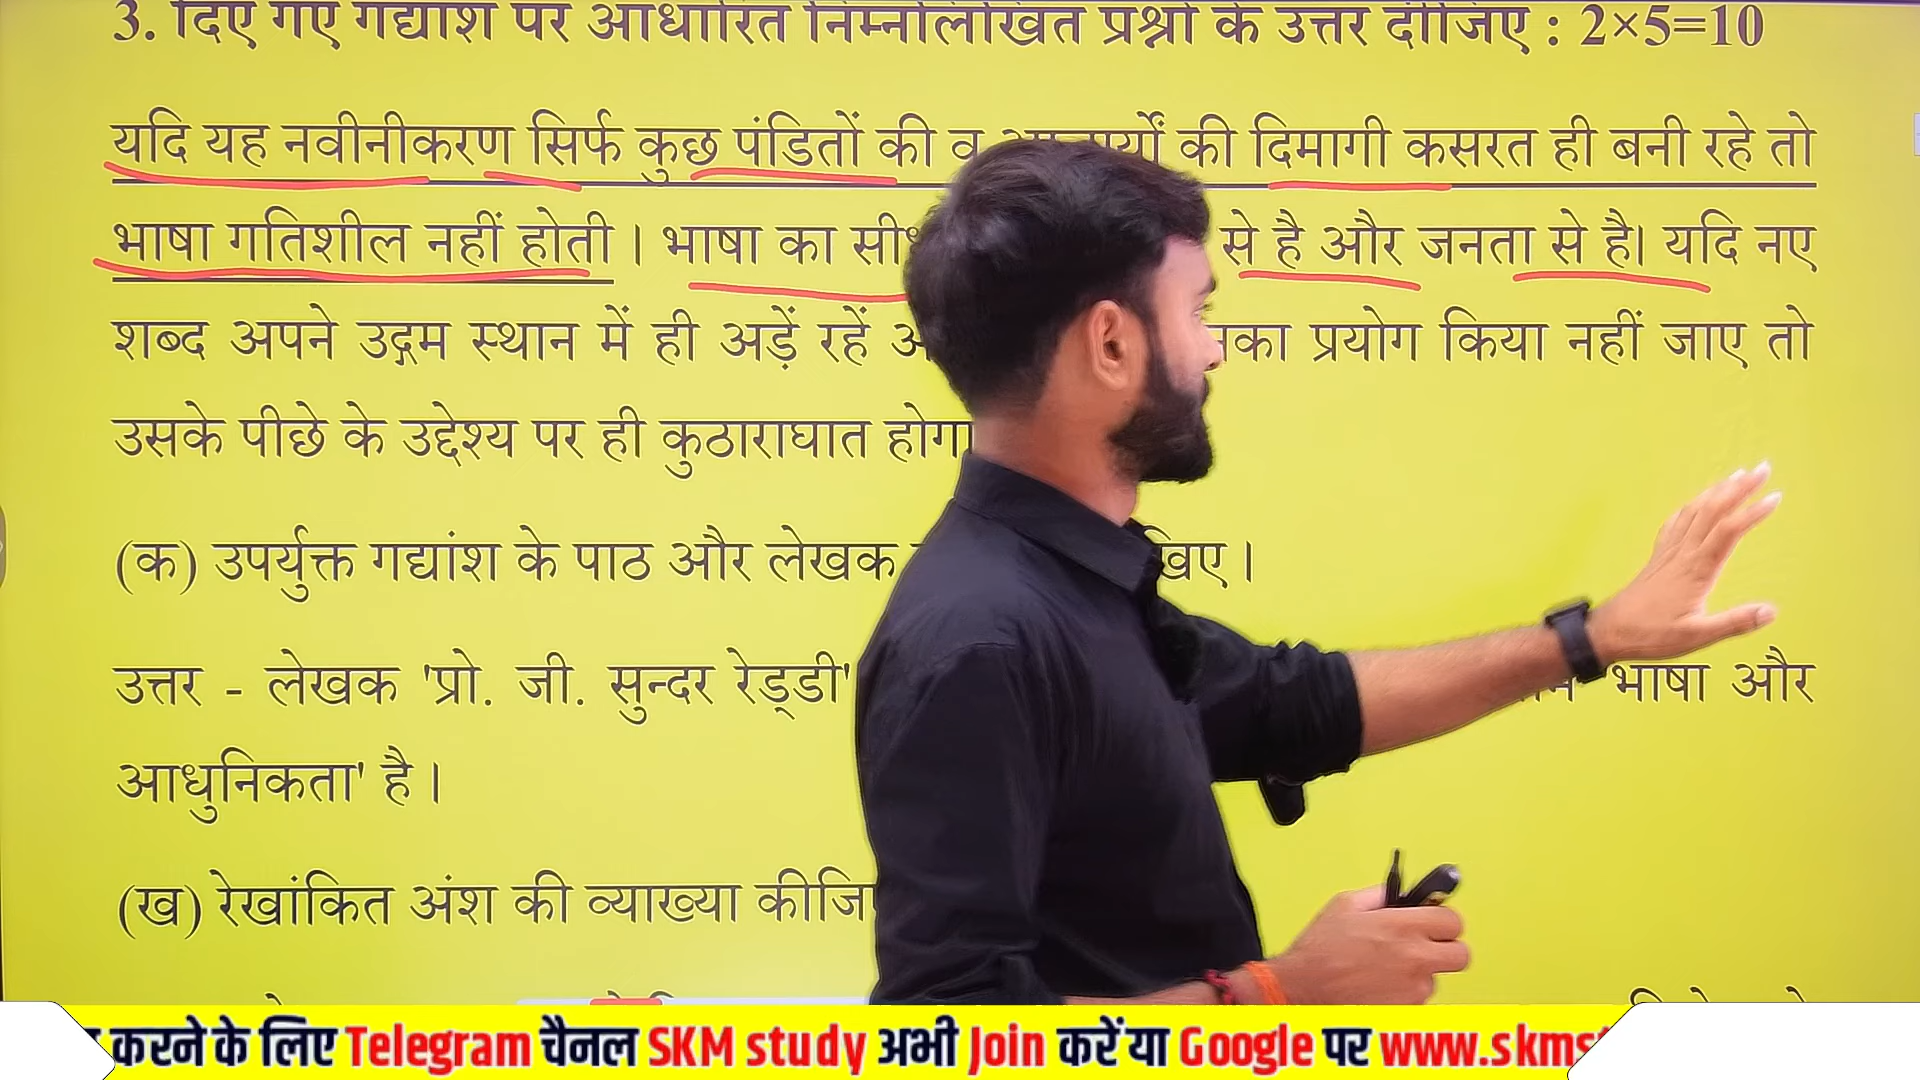 3. दिए गए गद्यांश पर आधारित निम्नलिखित प्रश्नों के उत्तर दीजिए : 2×5=10
यदि यह नवीनीकरण सिर्फ कुछ पंडितों की व की दिमागी कसरत ही बनी रहे तो
भाषा गतिशील नहीं होती । भाषा का से है और जनता से है। यदि नए
शब्द अपने उद्गम स्थान में ही अड़ें रहें प्रयोग किया नहीं जाए तो
उसके पीछे के उद्देश्य पर ही कुठाराघात होगा
(क) उपर्युक्त गद्यांश के पाठ और लेखक
उत्तर - लेखक 'प्रो. जी. सुन्दर रेड्डी' भाषा और
आधुनिकता' है ।
(ख) रेखांकित अंश की व्याख्या
करने के लिए Telegram चैनल SKM study अभी Join करें या Google पर